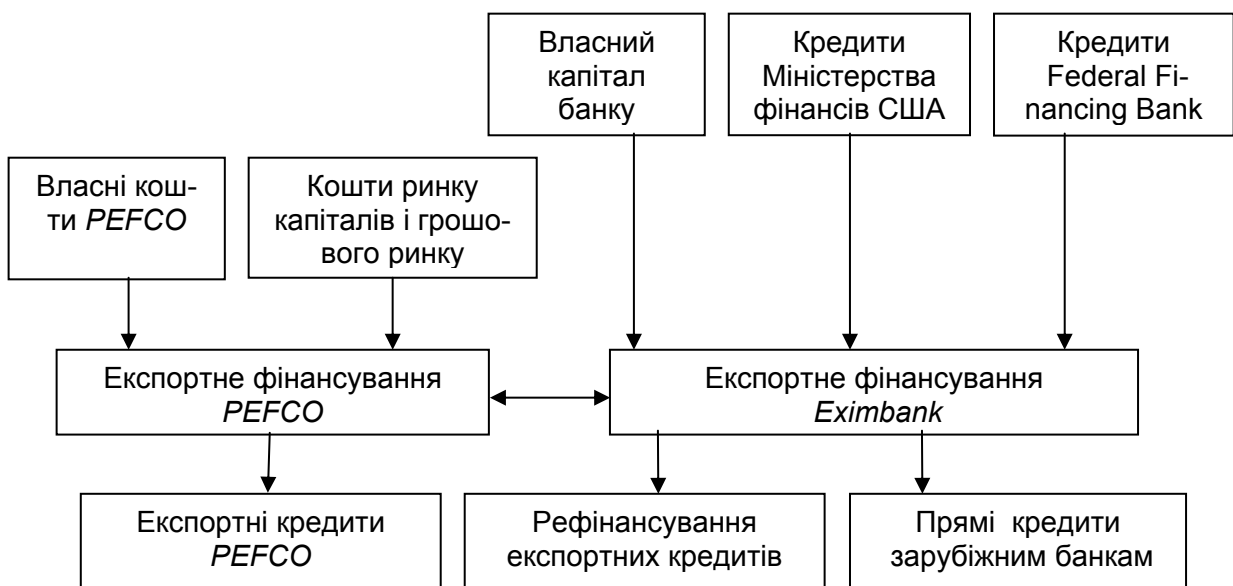 Власний
капітал
банку
Кредити
Міністерства
фінансів США
Кредити
Federal Fi-
nancing Bank
Власні кош-
ти PEFCO
Кошти ринку
капіталів і грошо-
вого ринку
Експортне фінансування
PEFCO
Експортне фінансування
Eximbank
Експортні кредити
PEFCO
Рефінансування
експортних кредитів
Прямі кредити
зарубіжним банкам